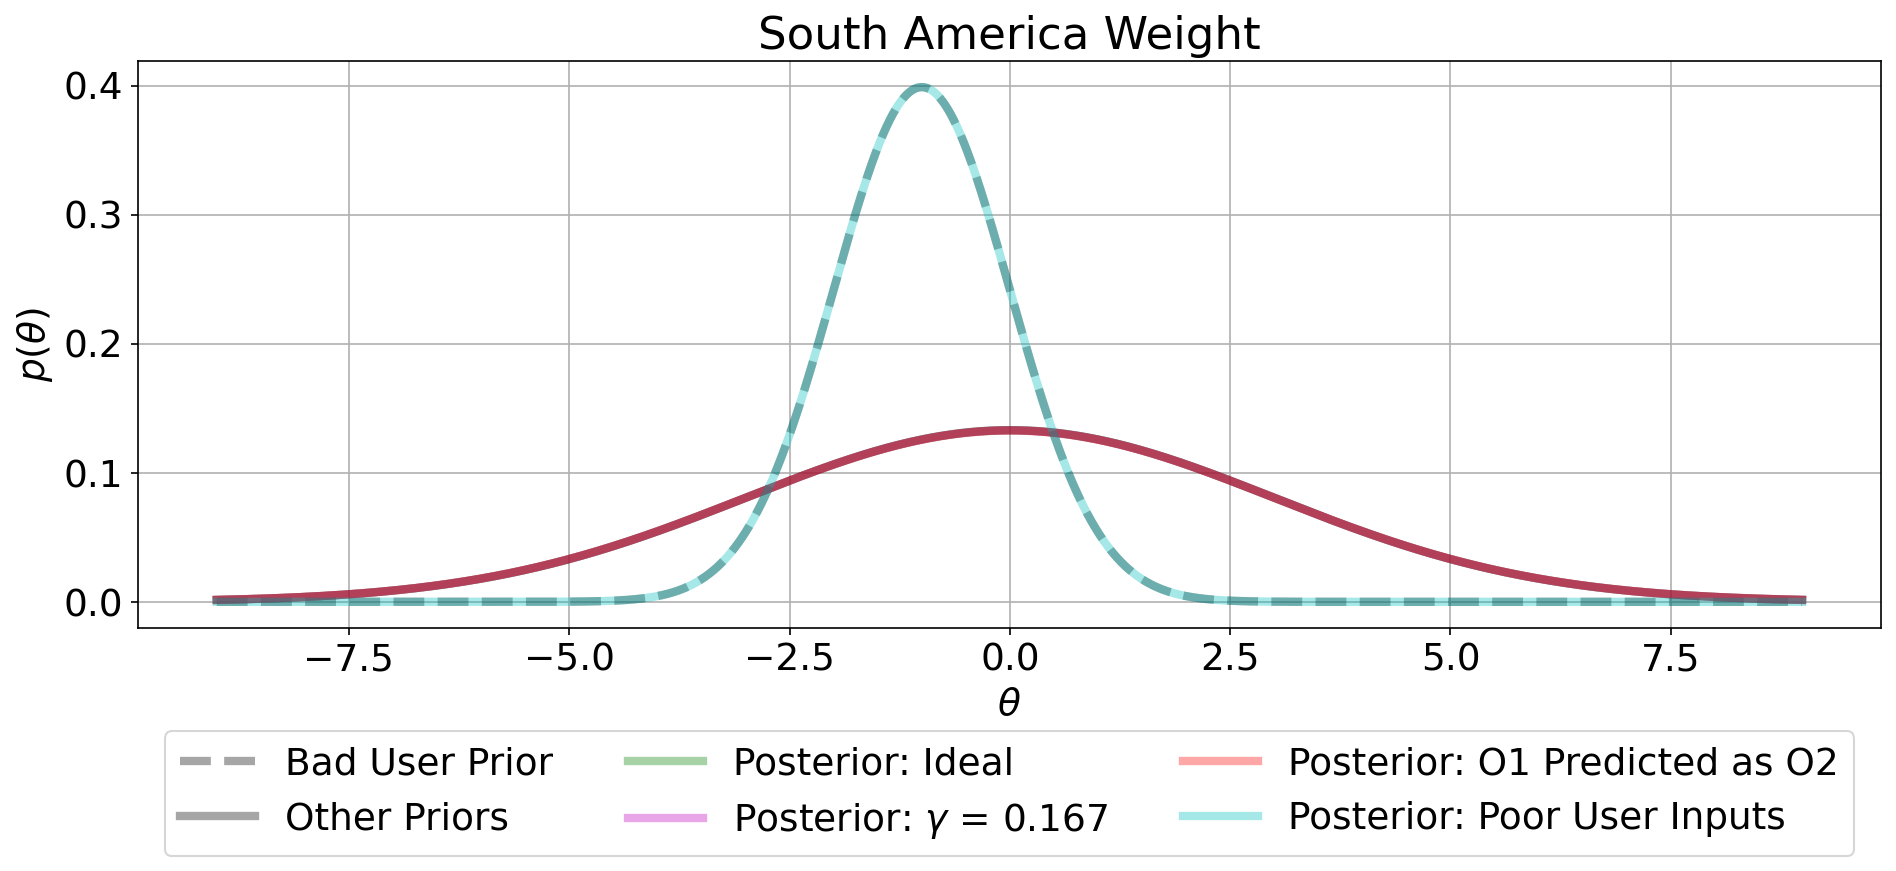 South America Weight
0.4
0.3
0.2
0.1
0.0
p(θ)
−7.5 −5.0 −2.5 0.0 2.5 5.0 7.5
θ
Bad User Prior
Other Priors
Posterior: Ideal
Posterior: γ = 0.167
Posterior: O1 Predicted as O2
Posterior: Poor User Inputs